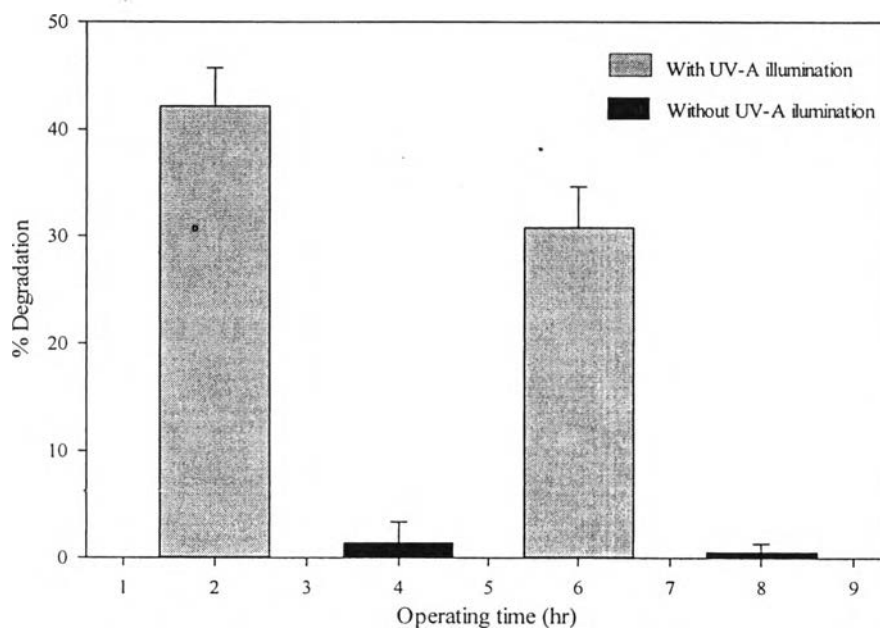 50
40
30
20
10
0
% Degradation
With UV-A illumination
Without UV-A ilumination
1 2 3 4 5 6 7 8 9
Operating time (hr)